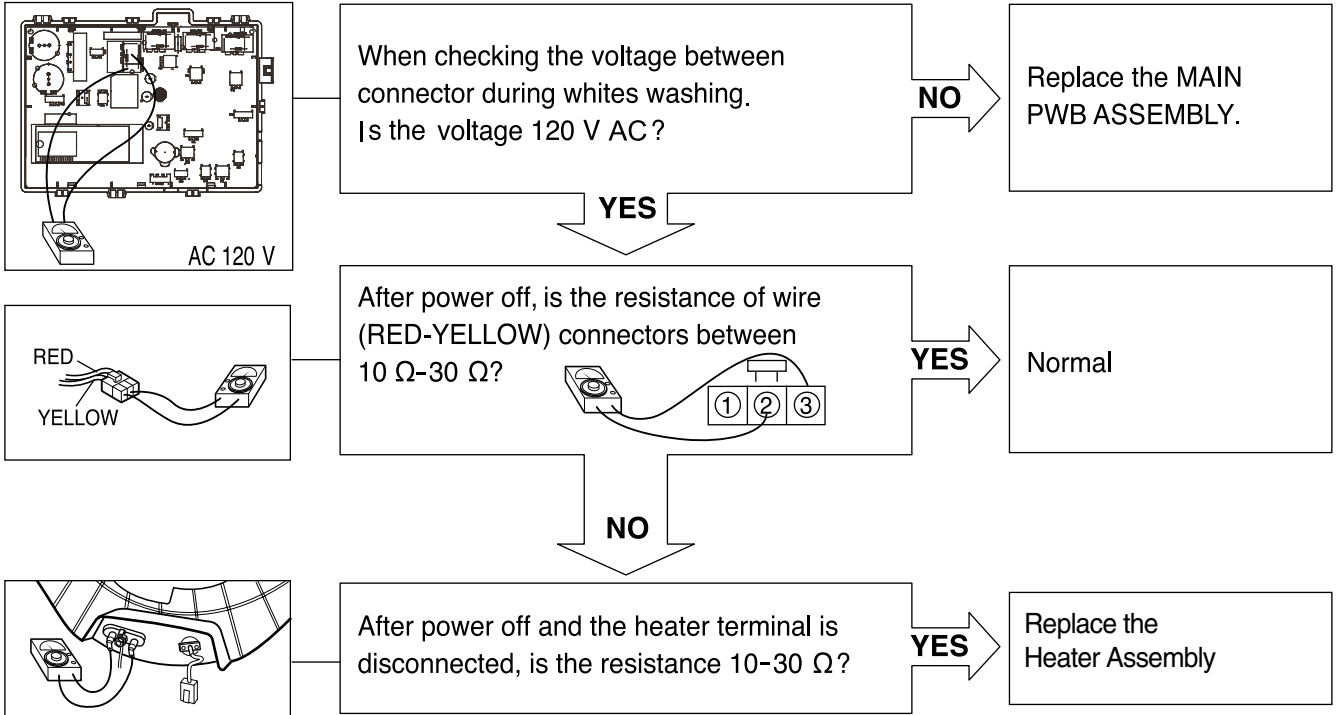 When checking the voltage between
connector during whites washing.
Is the voltage 120 V AC?
NO
Replace the MAIN
PWB ASSEMBLY.
AC 120 V
YES
After power off, is the resistance of wire
(RED-YELLOW) connectors between
10 Ω-30 Ω?
RED
YELLOW
① ② ③
YES
Normal
NO
After power off and the heater terminal is
disconnected, is the resistance 10-30 Ω?
YES
Replace the
Heater Assembly